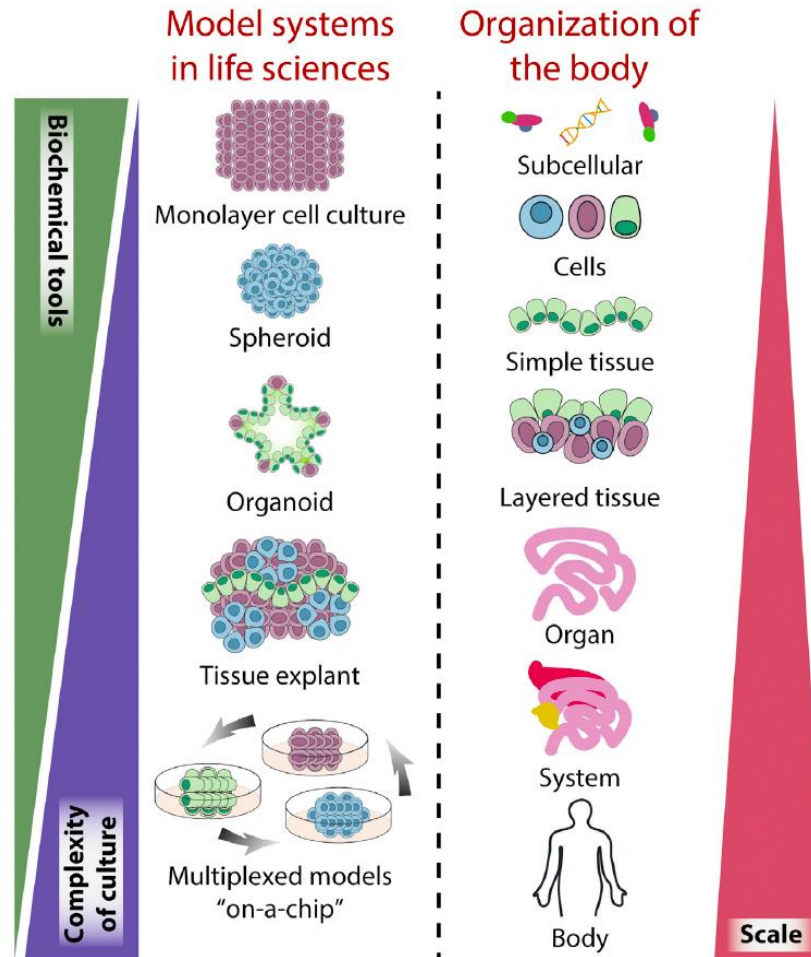 Model systems
in life sciences
Organization of
the body
Biochemical tools
Monolayer cell culture
Spheroid
Organoid
Tissue explant
Multiplexed models
“on-a-chip”
Complexity
of culture
Subcellular
Cells
Simple tissue
Layered tissue
Organ
System
Body
Scale